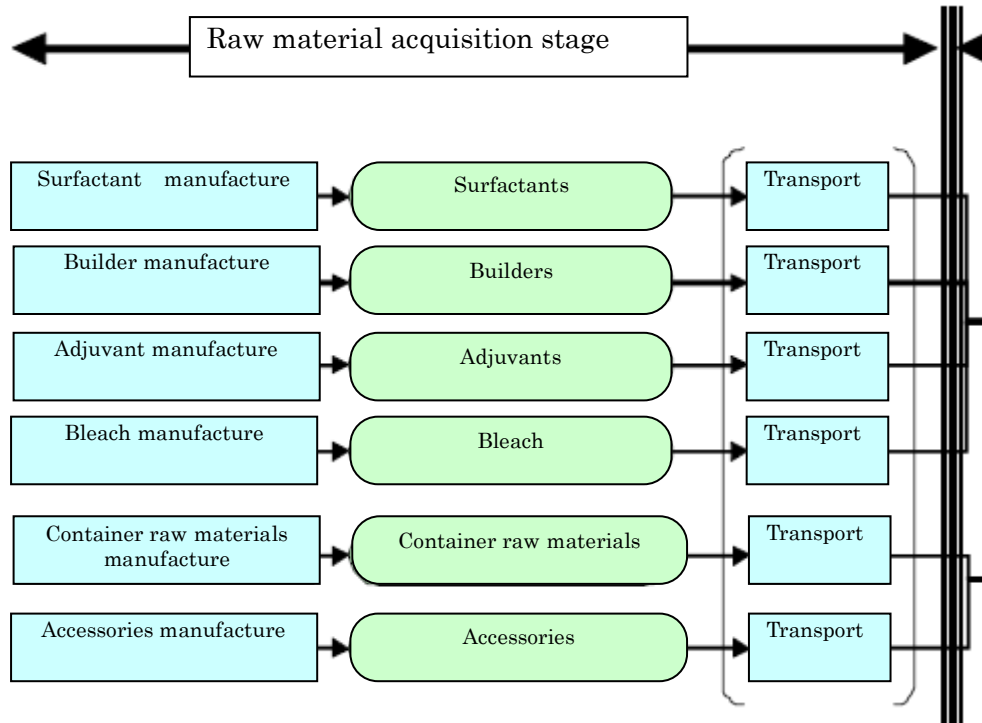 Raw material acquisition stage
Surfactant manufacture
Surfactants
Transport
Builder manufacture
Builders
Transport
Adjuvant manufacture
Adjuvants
Transport
Bleach manufacture
Bleach
Transport
Container raw materials
manufacture
Container raw materials
Transport
Accessories manufacture
Accessories
Transport